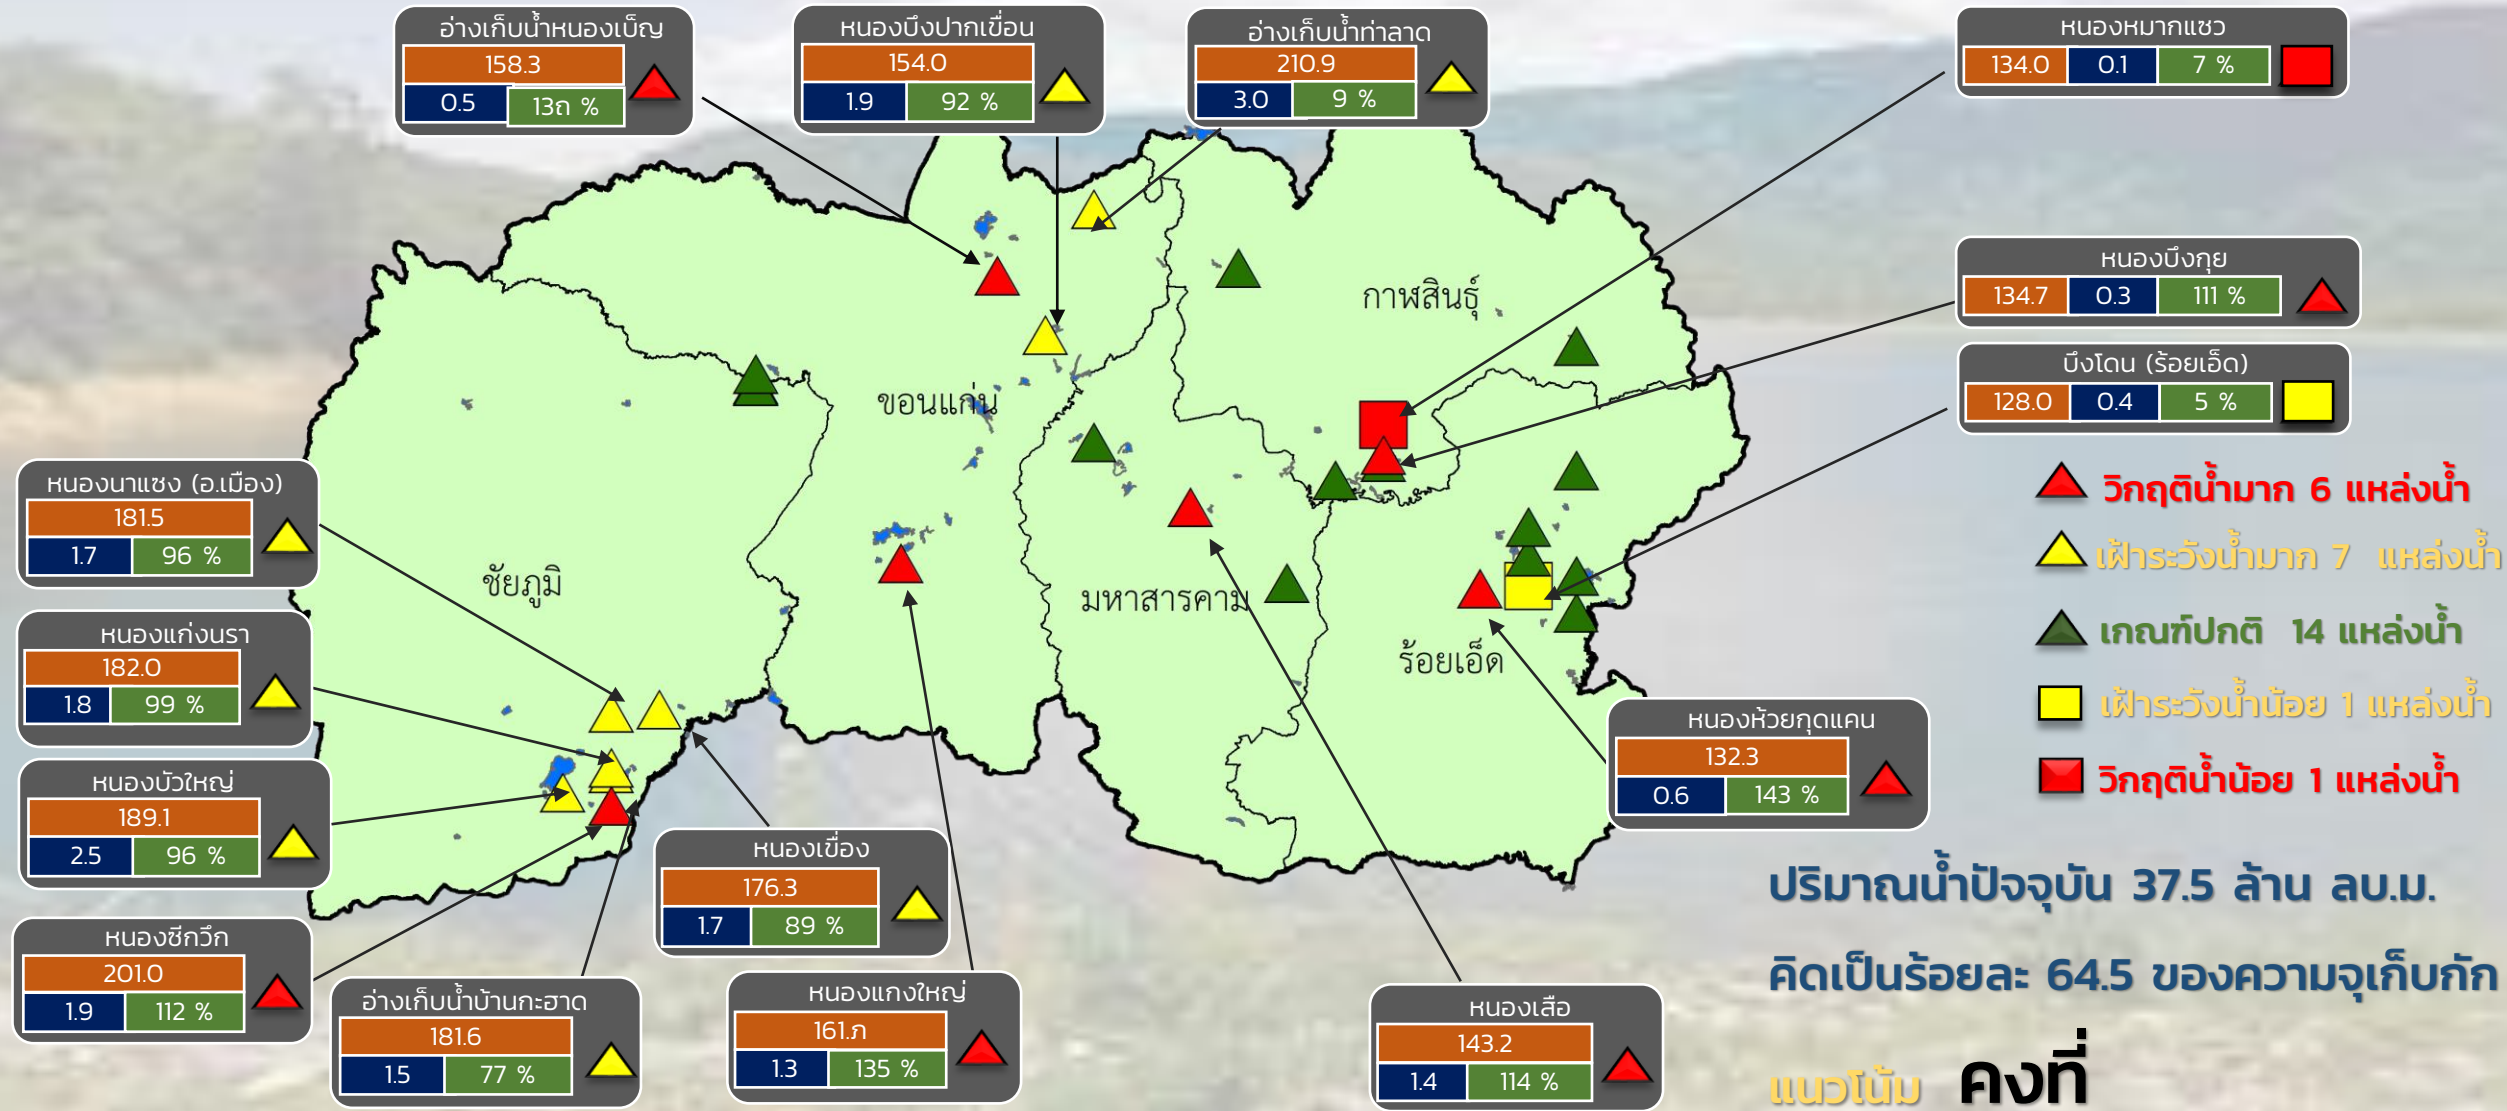 อ่างเก็บน้ำหนองเบ็ญ
158.3
0.5 13ถ %
หนองบึงปากเขื่อน
154.0
1.9 92 %
อ่างเก็บน้ำท่าลาด
210.9
3.0 9 %
หนองหมากแซว
134.0 0.1 7 %
หนองบึงกุย
134.7 0.3 111 %
บึงโดน (ร้อยเอ็ด)
128.0 0.4 5 %
กาฬสินธุ์
ขอนแก่น
ชัยภูมิ
มหาสารคาม
ร้อยเอ็ด
หนองนาแซง (อ.เมือง)
181.5
1.7 96 %
หนองแก่งนรา
182.0
1.8 99 %
หนองบัวใหญ่
189.1
2.5 96 %
หนองซีกวึก
201.0
1.9 112 %
อ่างเก็บน้ำบ้านกะฮาด
181.6
1.5 77 %
หนองเขื่อง
176.3
1.7 89 %
หนองแกงใหญ่
161.ภ
1.3 135 %
หนองเสือ
143.2
1.4 114 %
หนองห้วยกุดแคน
132.3
0.6 143 %
วิกฤติน้ำมาก 6 แหล่งน้ำ
เฝ้าระวังน้ำมาก 7 แหล่งน้ำ
เกณฑ์ปกติ 14 แหล่งน้ำ
เฝ้าระวังน้ำน้อย 1 แหล่งน้ำ
วิกฤติน้ำน้อย 1 แหล่งน้ำ
ปริมาณน้ำปัจจุบัน 37.5 ล้าน ลบ.ม.
คิดเป็นร้อยละ 64.5 ของความจุเก็บกัก
แนวโน้ม คงที่